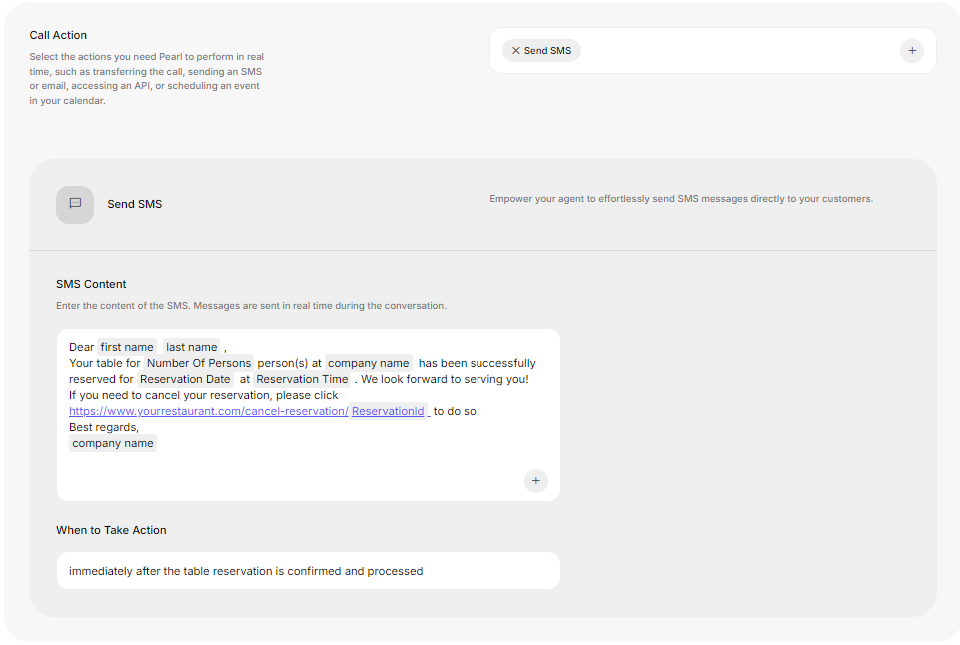 Call Action
Select the actions you need Pearl to perform in real
time, such as transferring the call, sending an SMS
or email, accessing an API, or scheduling an event
in your calendar.
× Send SMS
+
Send SMS
Empower your agent to effortlessly send SMS messages directly to your customers.
SMS Content
Enter the content of the SMS. Messages are sent in real time during the conversation.
Dear first name last name ,
Your table for Number Of Persons person(s) at company name has been successfully
reserved for Reservation Date at Reservation Time . We look forward to serving you!
If you need to cancel your reservation, please click
https://www.yourrestaurant.com/cancel-reservation/ ReservationId to do so
Best regards,
company name
+
When to Take Action
immediately after the table reservation is confirmed and processed